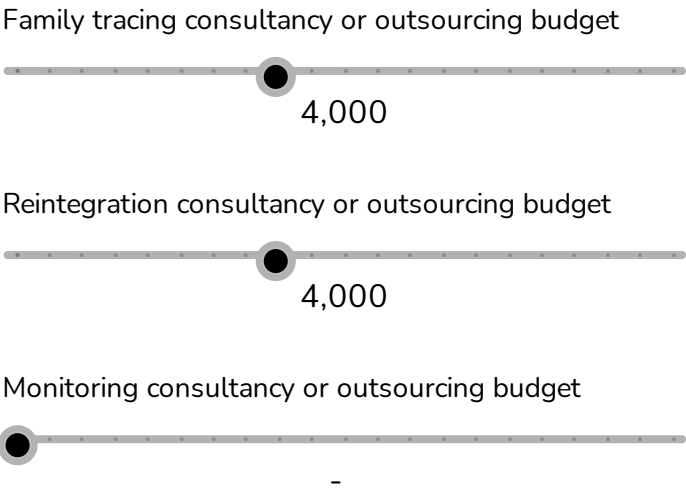 Family tracing consultancy or outsourcing budget
4,000
Reintegration consultancy or outsourcing budget
4,000
Monitoring consultancy or outsourcing budget
-